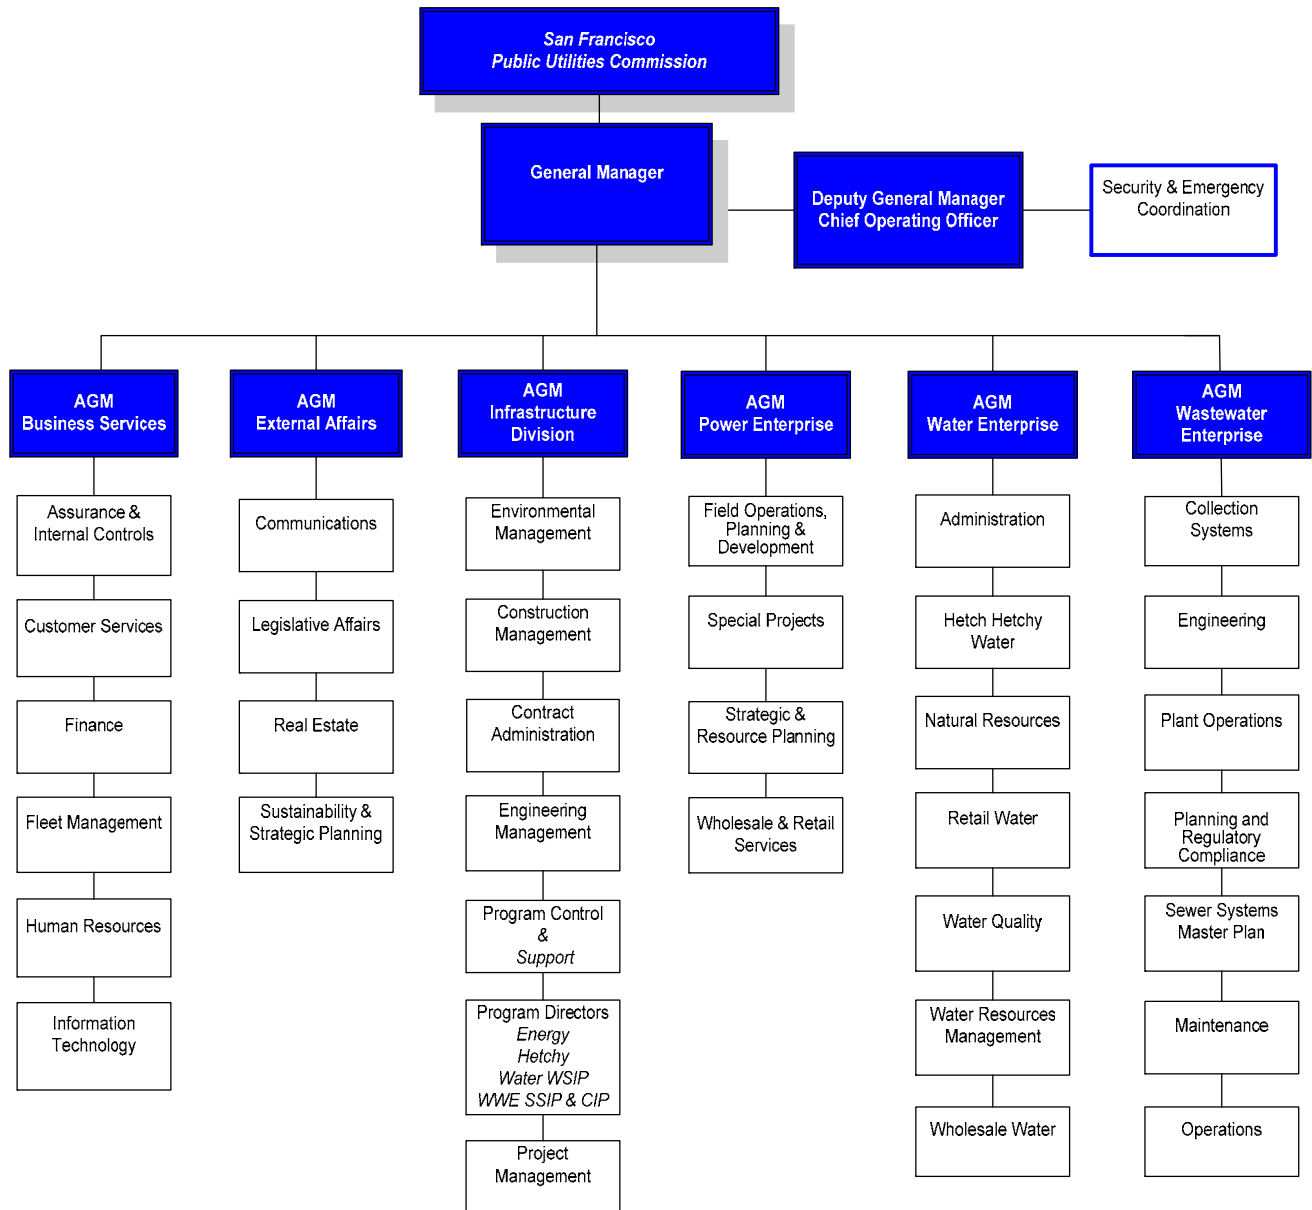 San Francisco
Public Utilities Commission
General Manager
Deputy General Manager
Chief Operating Officer
Security & Emergency
Coordination
AGM
Business Services
Assurance &
Internal Controls
Customer Services
Finance
Fleet Management
Human Resources
Information
Technology
AGM
External Affairs
Communications
Legislative Affairs
Real Estate
Sustainability &
Strategic Planning
AGM
Infrastructure
Division
Environmental
Management
Construction
Management
Contract
Administration
Engineering
Management
Program Control
&
Support
Program Directors
Energy
Hetchy
Water WSIP
WWE SSIP & CIP
Project
Management
AGM
Power Enterprise
Field Operations,
Planning &
Development
Special Projects
Strategic &
Resource Planning
Wholesale & Retail
Services
AGM
Water Enterprise
Administration
Hetch Hetchy
Water
Natural Resources
Retail Water
Water Quality
Water Resources
Management
Wholesale Water
AGM
Wastewater
Enterprise
Collection
Systems
Engineering
Plant Operations
Planning and
Regulatory
Compliance
Sewer Systems
Master Plan
Maintenance
Operations